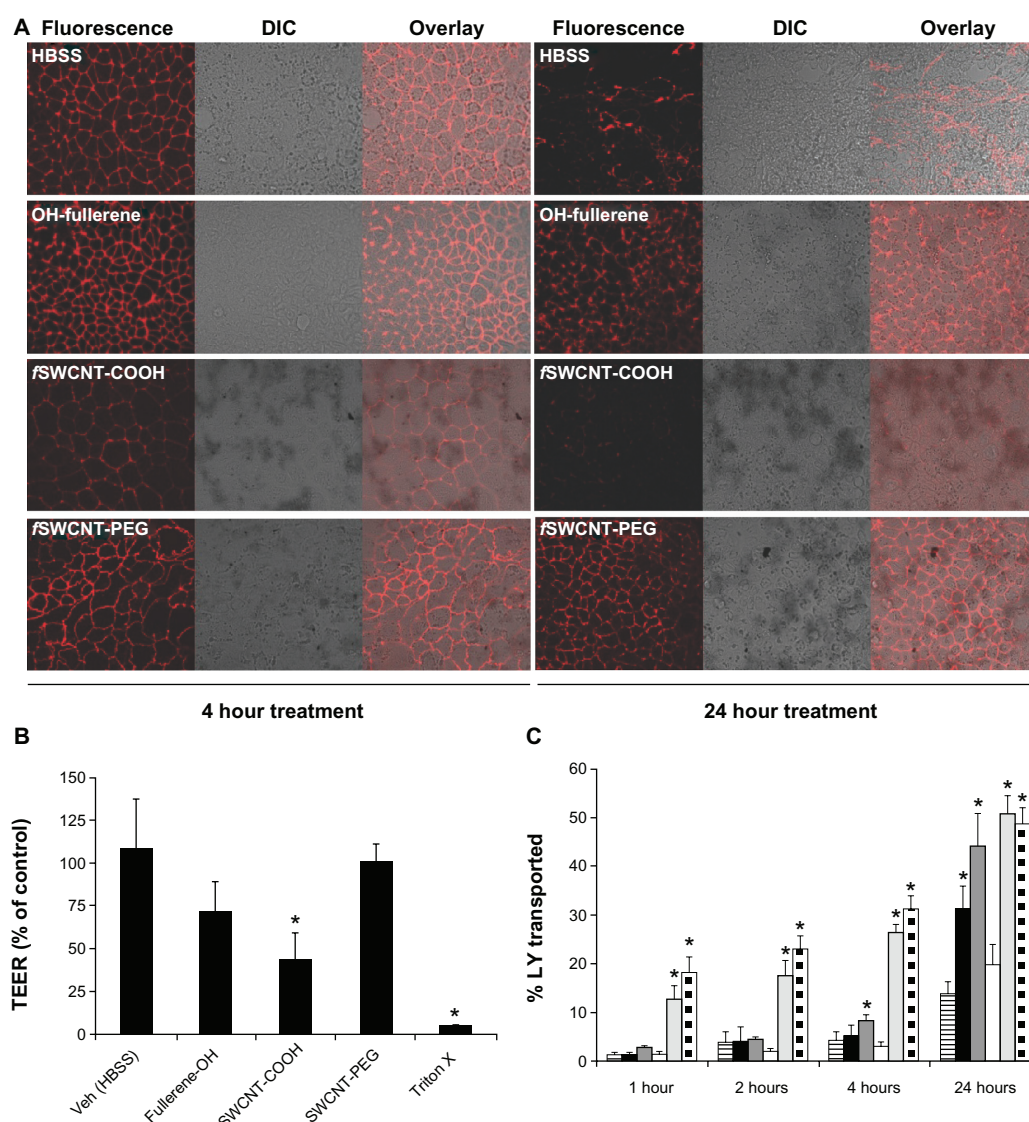 A Fluorescence DIC Overlay Fluorescence DIC Overlay
HBSS HBSS
OH-fullerene OH-fullerene
fSWCNT-COOH fSWCNT-COOH
fSWCNT-PEG fSWCNT-PEG
4 hour treatment 24 hour treatment
B
TEER (% of control)
150
125
100
75
50
25
0
*
*
Veh (HBSS)
Fullerene-OH
SWCNT-COOH
SWCNT-PEG
Triton X
C
% LY transported
60
50
40
30
20
10
0
* *
* *
* * *
* * * *
1 hour 2 hours 4 hours 24 hours